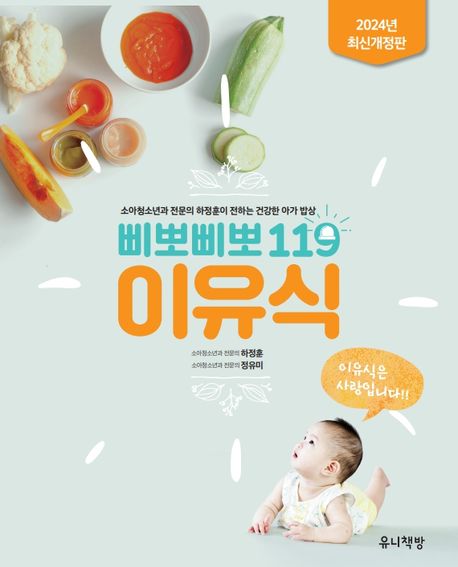 2024년
최신개정판
소아청소년과 전문의 하정훈이 전하는 건강한 아가 밥상
삐뽀삐뽀 119
이유식
소아청소년과 전문의 하정훈
소아청소년과 전문의 정유미
이유식은
사랑입니다!!
유니책방